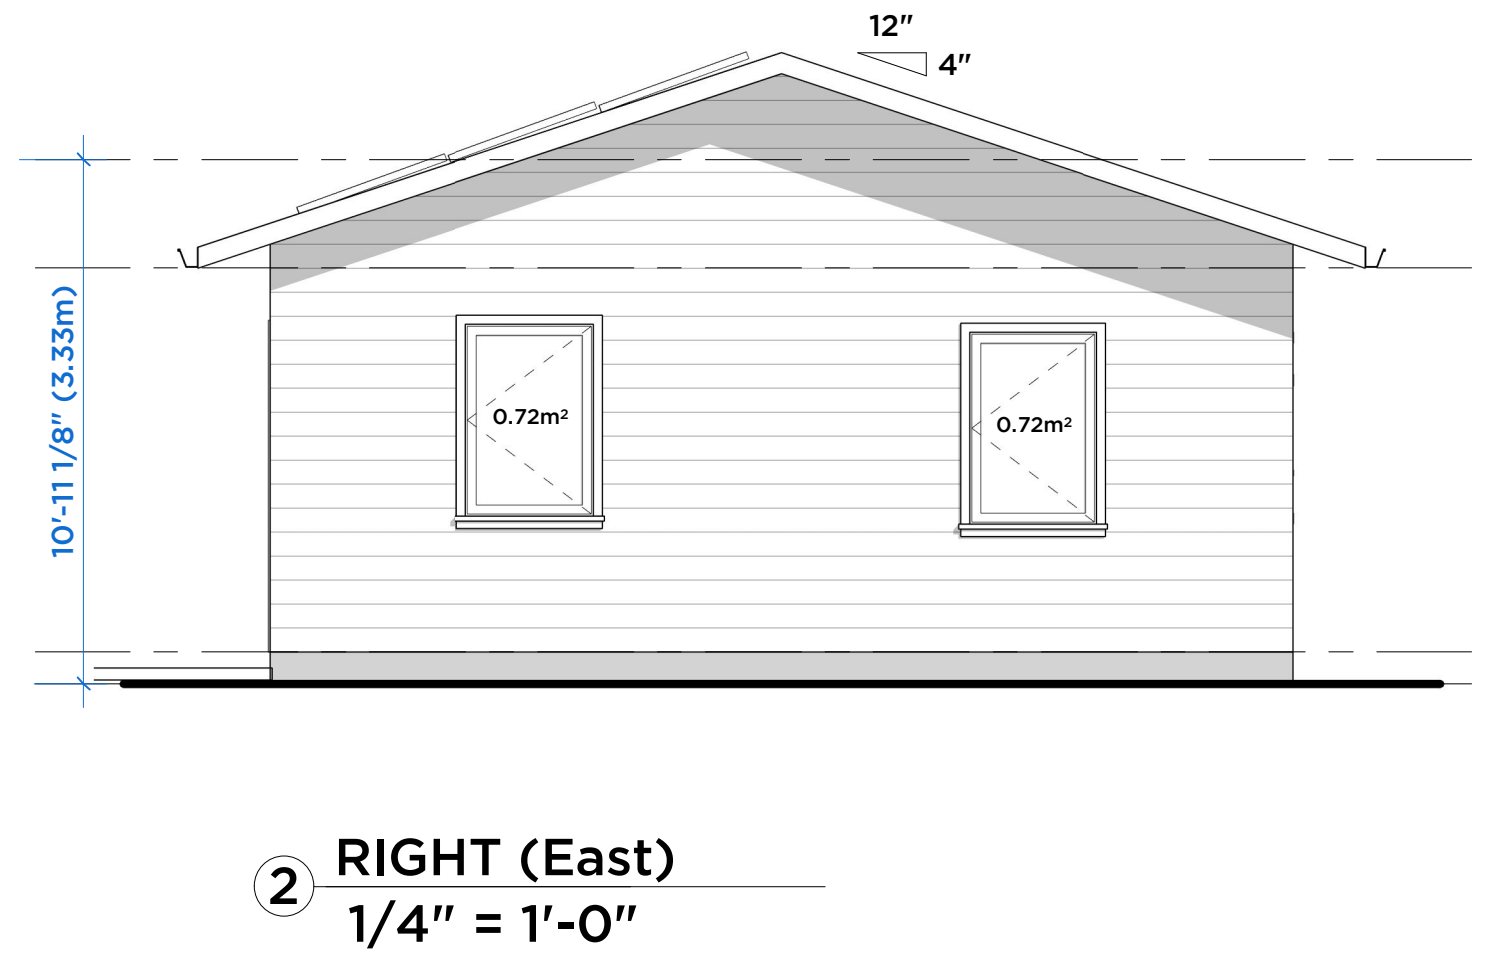 12"
4"
10'-11 1/8" (3.33m)
0.72m²
0.72m²
2
RIGHT (East)
1/4" = 1'-0"